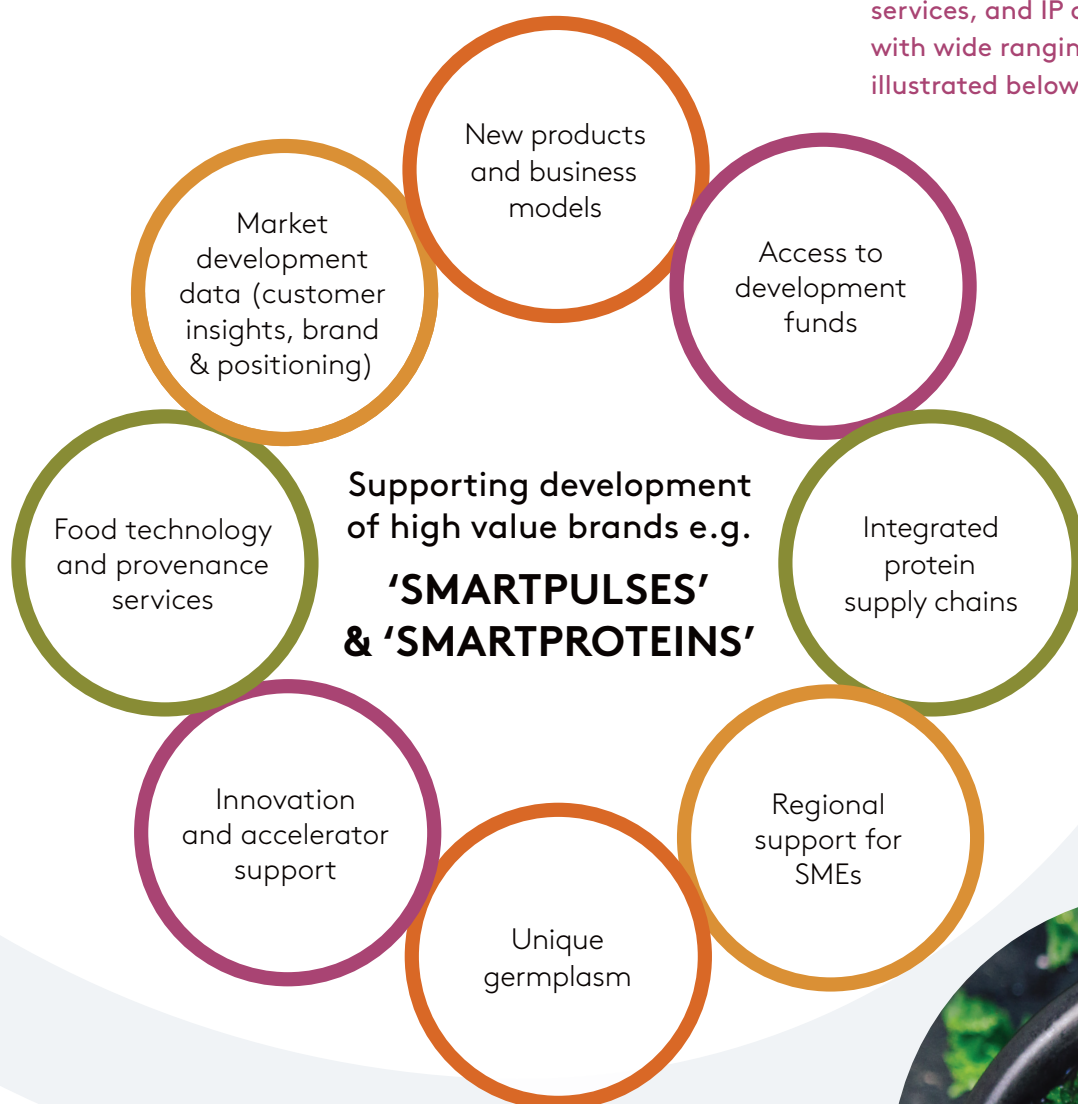 services, and IP
with wide
illustrated below
New products
and business
models
Market
development
data (customer
insights, brand
& positioning)
Access to
development
funds
Supporting development
of high value brands e.g.
'SMARTPULSES'
& 'SMARTPROTEINS'
Food technology
and provenance
services
Integrated
protein
supply chains
Innovation
and accelerator
support
Regional
support for
SMEs
Unique
germplasm